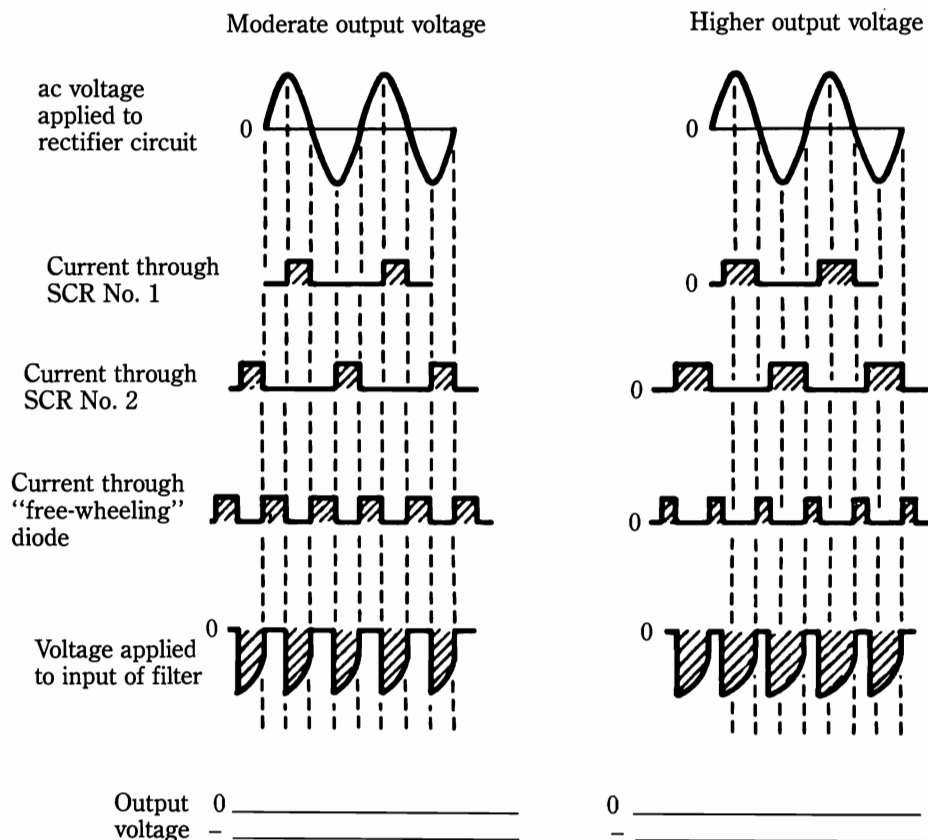 Moderate output voltage
Higher output voltage
ac voltage
applied to
rectifier circuit
0
0
Current through
SCR No. 1
0
Current through
SCR No. 2
0
Current through
“free-wheeling”
diode
0
0
Voltage applied
to input of filter
0
Output
voltage
0
–
0
–